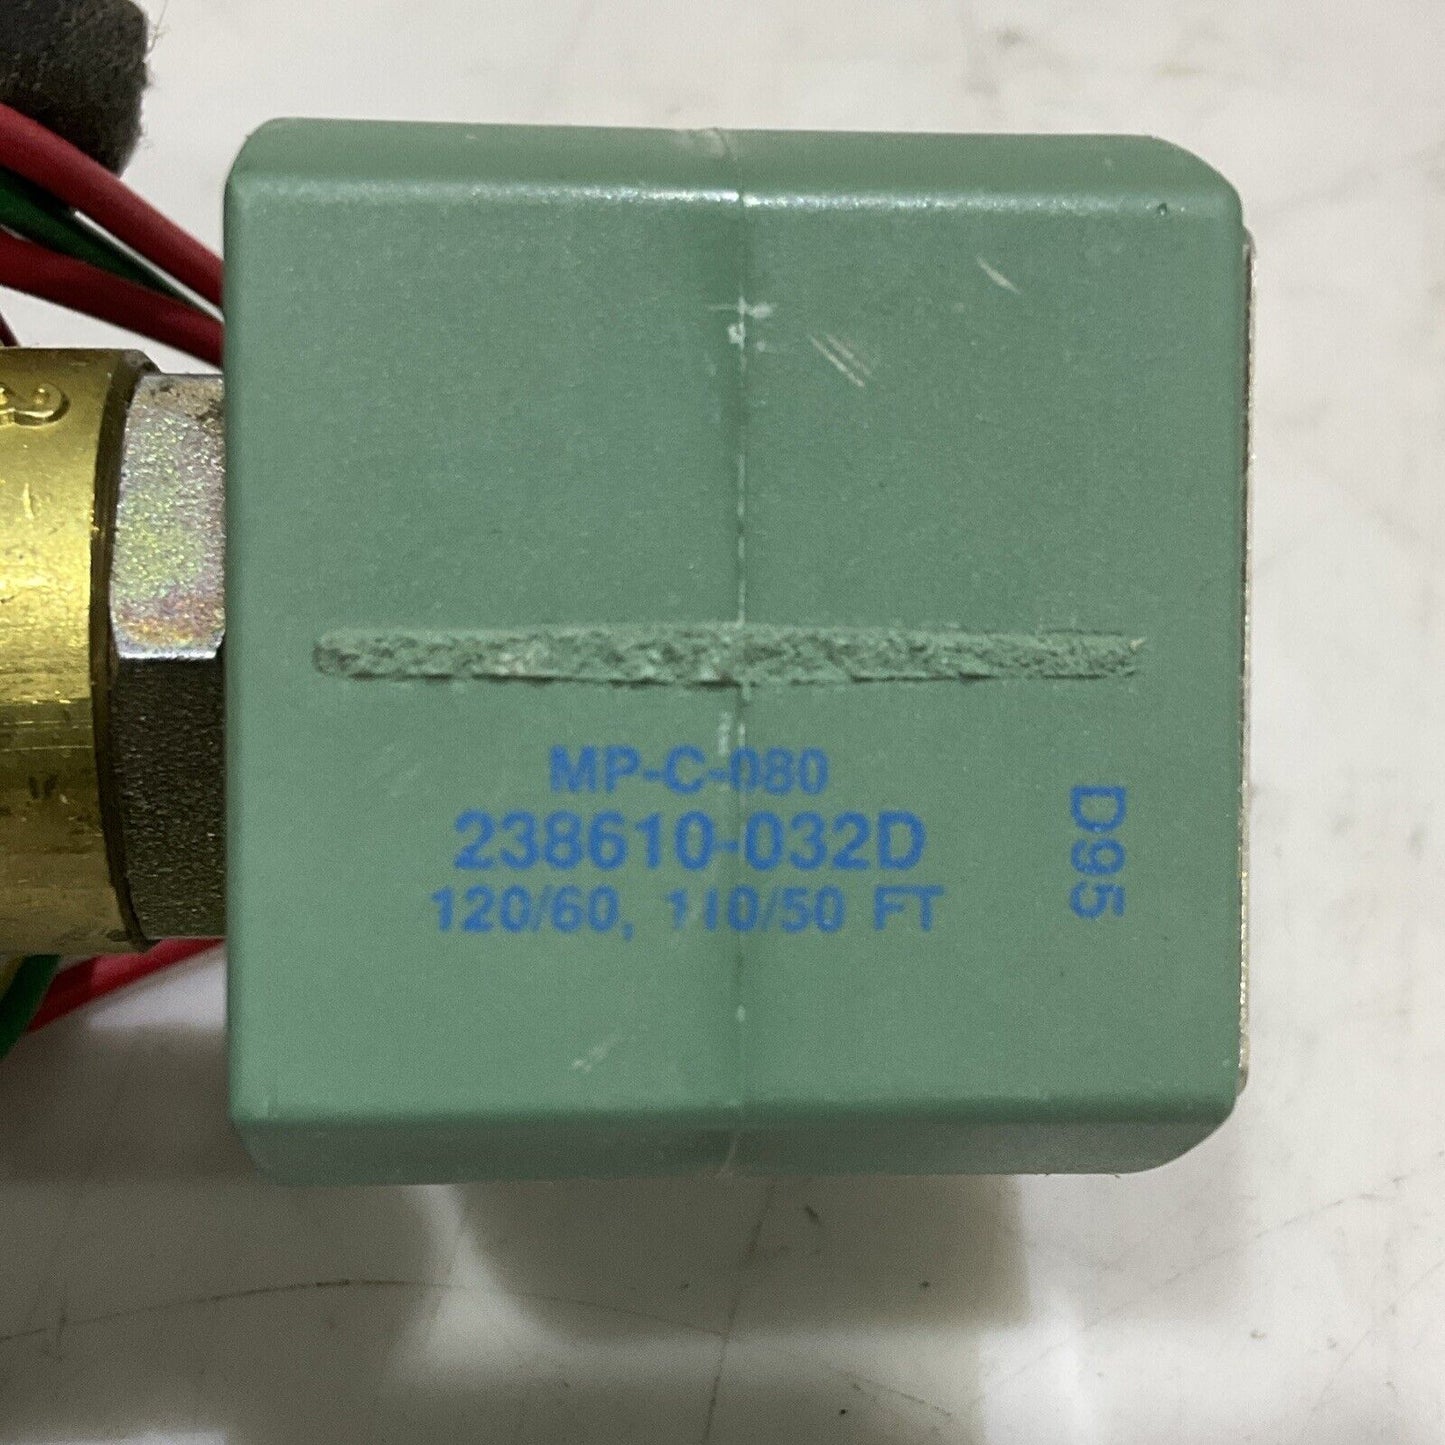 MP-C-080
238610-032D
120/60, 110/50 FT
D95